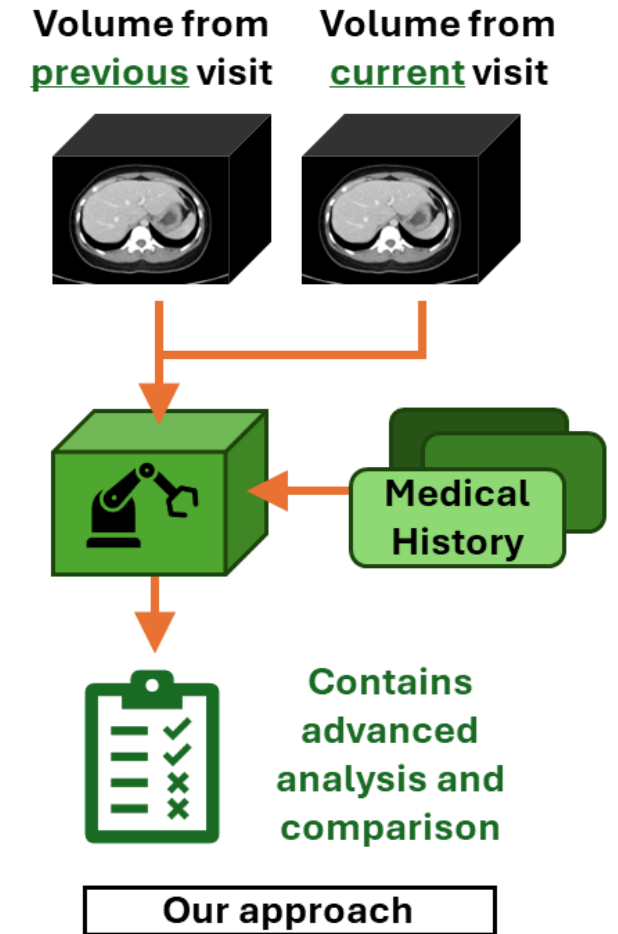 Volume from
previous visit
Volume from
current visit
Medical
History
Contains
advanced
analysis and
comparison
Our approach